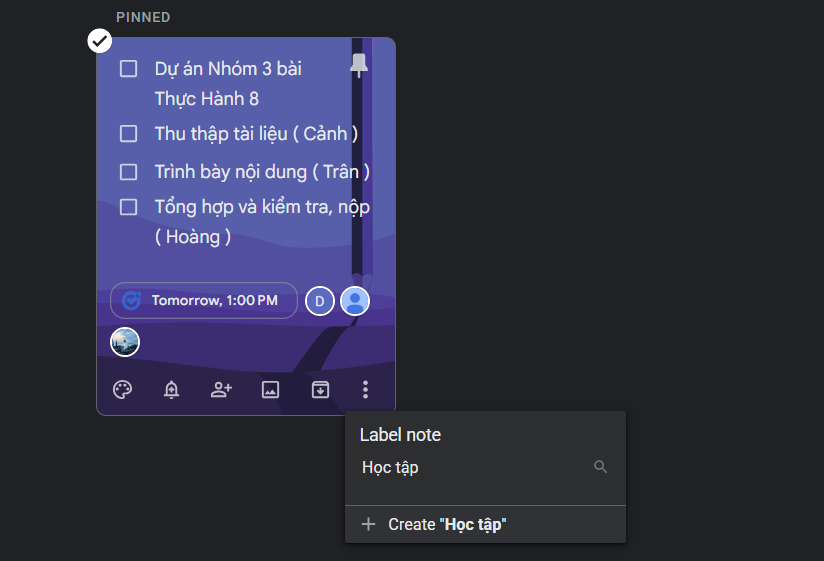 PINNED
Dự án Nhóm 3 bài
Thực Hành 8
Thu thập tài liệu ( Cảnh )
Trình bày nội dung ( Trân )
Tổng hợp và kiểm tra, nộp
( Hoàng )
Tomorrow, 1:00 PM
D
Label note
Học tập
Create "Học tập"